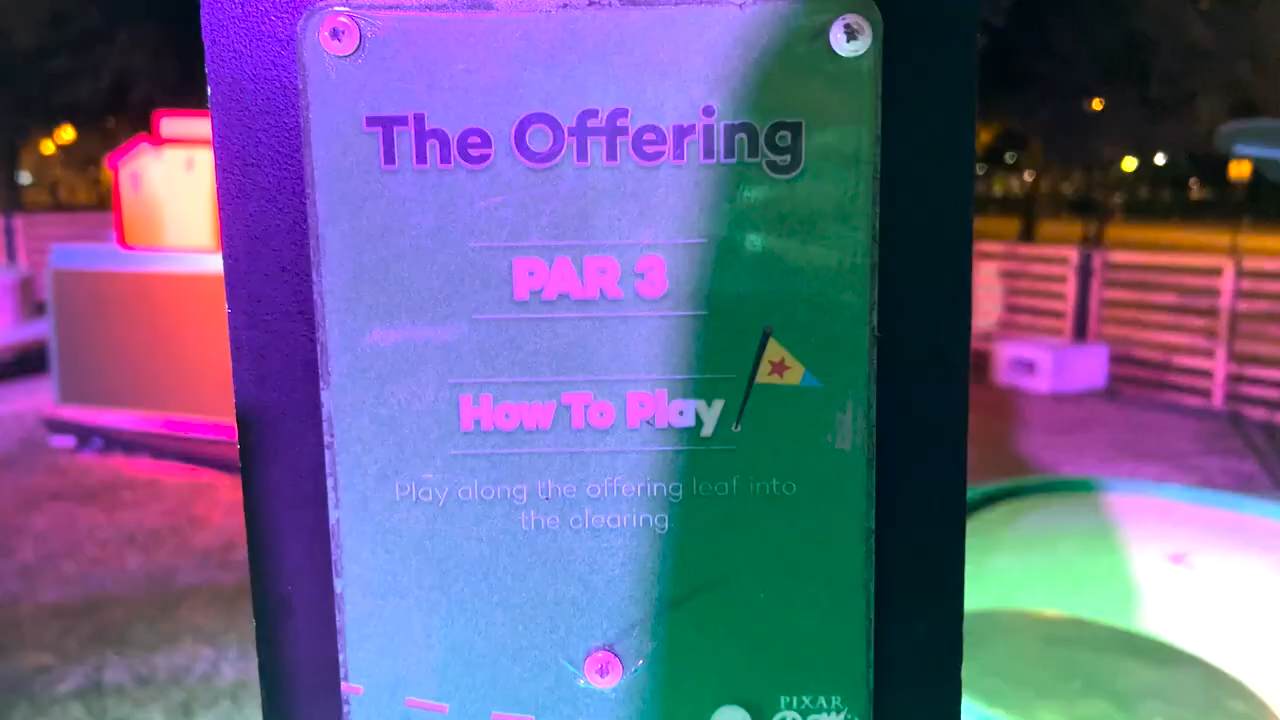 The Offering
PAR 3
How To Play
Play along the offering leaf into
the clearing.
PIXAR